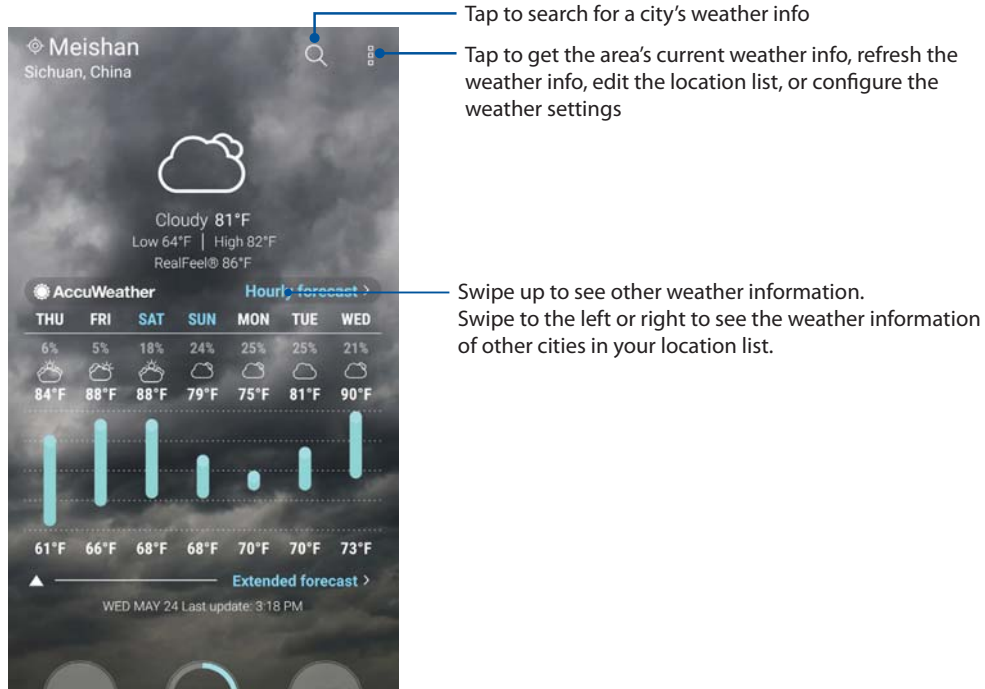 Tap to search for a city's weather info
Tap to get the area's current weather info, refresh the
weather info, edit the location list, or configure the
weather settings
Meishan
Sichuan, China
Cloudy 81°F
Low 64°F | High 82°F
RealFeel® 86°F
AccuWeather Hourly forecast >
Swipe up to see other weather information.
Swipe to the left or right to see the weather information
of other cities in your location list.
THU FRI SAT SUN MON TUE WED
6% 5% 18% 24% 25% 25% 21%
84°F 88°F 88°F 79°F 75°F 81°F 90°F
61°F 66°F 68°F 68°F 70°F 70°F 73°F
Extended forecast >
WED MAY 24 Last update: 3:18 PM